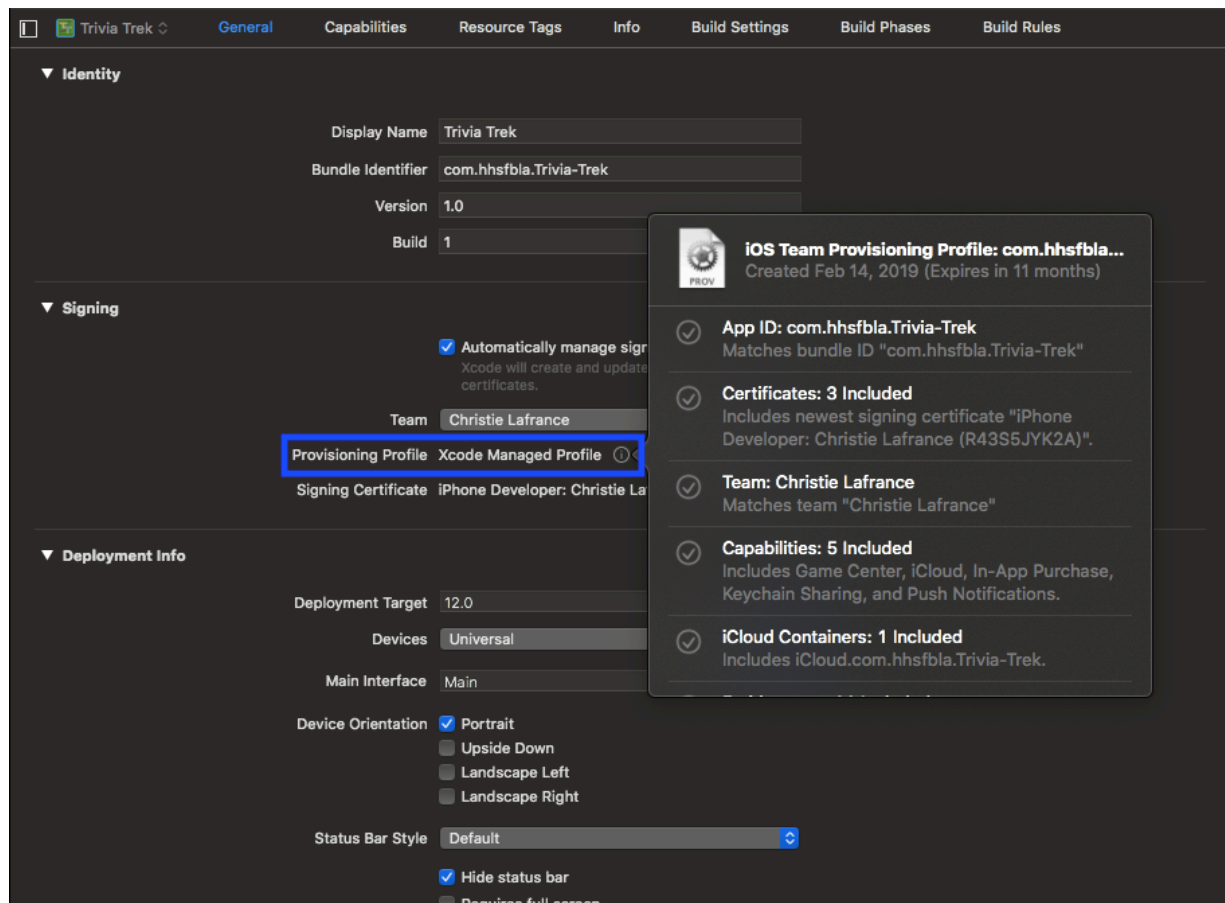 Trivia Trek General Capabilities Resource Tags Info Build Settings Build Phases Build Rules
Identity
Display Name Trivia Trek
Bundle Identifier com.hhsfbla.Trivia-Trek
Version 1.0
Build 1
Signing
Automatically manage sign
Xcode will create and update
certificates.
Team Christie Lafrance
Provisioning Profile Xcode Managed Profile
Signing Certificate iPhone Developer: Christie La
Deployment Info
Deployment Target 12.0
Devices Universal
Main Interface Main
Device Orientation Portrait
Upside Down
Landscape Left
Landscape Right
Status Bar Style Default
Hide status bar
Requires full screen
iOS Team Provisioning Profile: com.hhsfbla...
Created Feb 14, 2019 (Expires in 11 months)
PROV
App ID: com.hhsfbla.Trivia-Trek
Matches bundle ID "com.hhsfbla.Trivia-Trek"
Certificates: 3 Included
Includes newest signing certificate "iPhone
Developer: Christie Lafrance (R43S5JYK2A)".
Team: Christie Lafrance
Matches team "Christie Lafrance"
Capabilities: 5 Included
Includes Game Center, iCloud, In-App Purchase,
Keychain Sharing, and Push Notifications.
iCloud Containers: 1 Included
Includes iCloud.com.hhsfbla.Trivia-Trek.